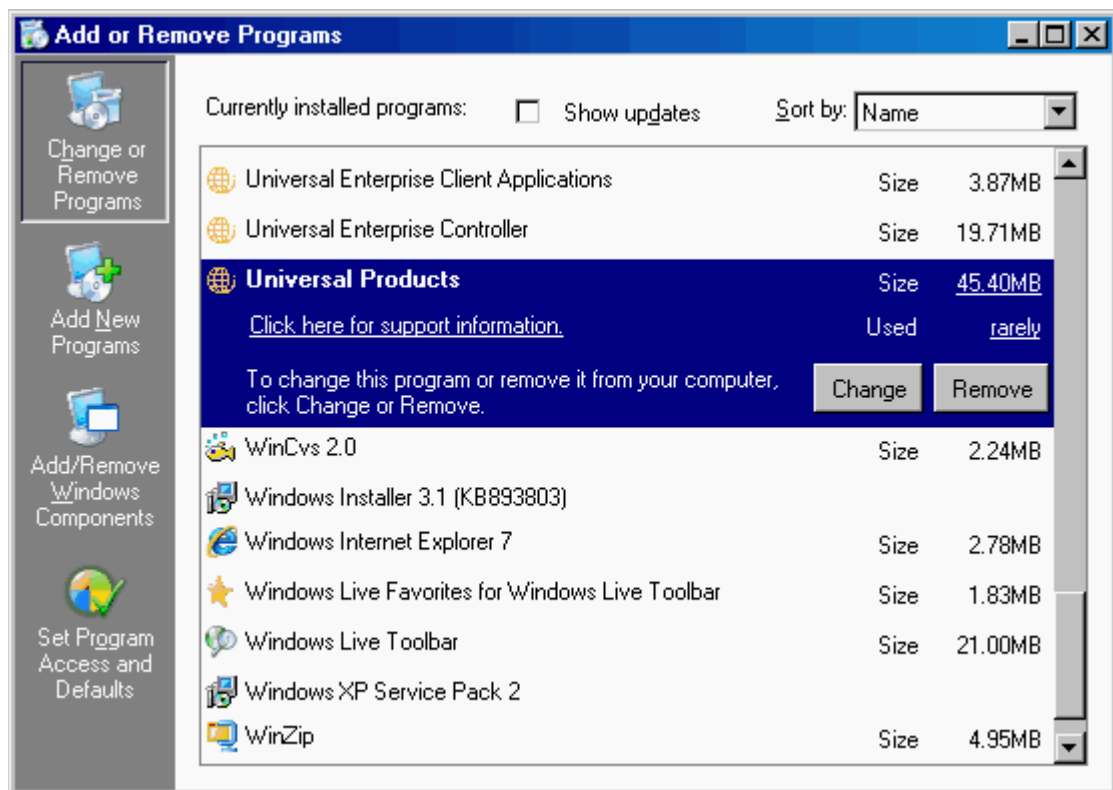 Add or Remove Programs
Change or
Remove
Programs
Add New
Programs
Add/Remove
Windows
Components
Set Program
Access and
Defaults
Currently installed programs: Show updates Sort by: Name
Universal Enterprise Client Applications Size 3.87MB
Universal Enterprise Controller Size 19.71MB
Universal Products Size 45.40MB
Click here for support information. Used rarely
To change this program or remove it from your computer,
click Change or Remove.
Change Remove
WinCvs 2.0 Size 2.24MB
Windows Installer 3.1 (KB893803)
Windows Internet Explorer 7 Size 2.78MB
Windows Live Favorites for Windows Live Toolbar Size 1.83MB
Windows Live Toolbar Size 21.00MB
Windows XP Service Pack 2
WinZip Size 4.95MB